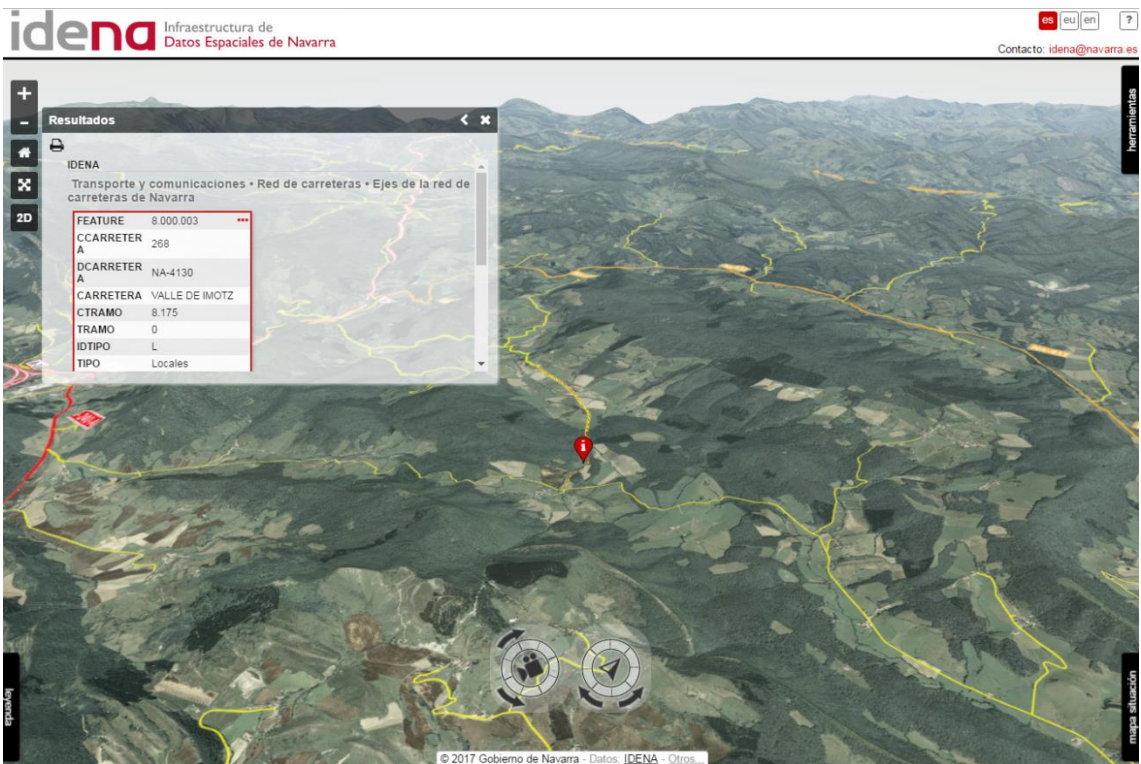 idena
Infraestructura de
Datos Espaciales de Navarra
es eu en ?
Contacto: idena@navarra.es
+
-
2D
herramientas
Resultados
IDENA
Transporte y comunicaciones • Red de carreteras • Ejes de la red de
carreteras de Navarra
FEATURE 8.000.003
CCARRETER
A 268
DCARRETER
A NA-4130
CARRETERA VALLE DE IMOTZ
CTRAMO 8.175
TRAMO 0
IDTIPO L
TIPO Locales
i
leyenda
mapa situación
© 2017 Gobierno de Navarra - Datos: IDENA - Otros...